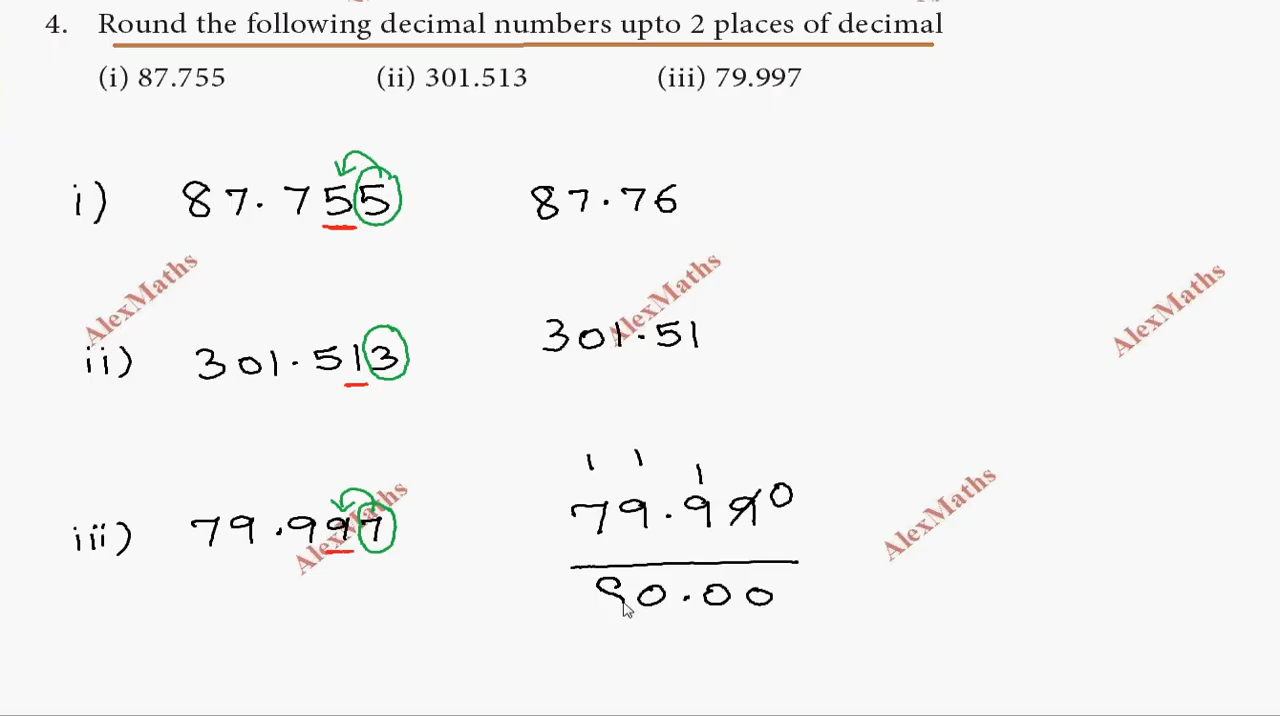 4. Round the following decimal numbers upto 2 places of decimal
(i) 87.755 (ii) 301.513 (iii) 79.997
i) 87.755 87.76
AlexMaths AlexMaths AlexMaths
ii) 301.513 301.51
1 1 1
iii) 79.997 79.990
AlexMaths AlexMaths
80.00